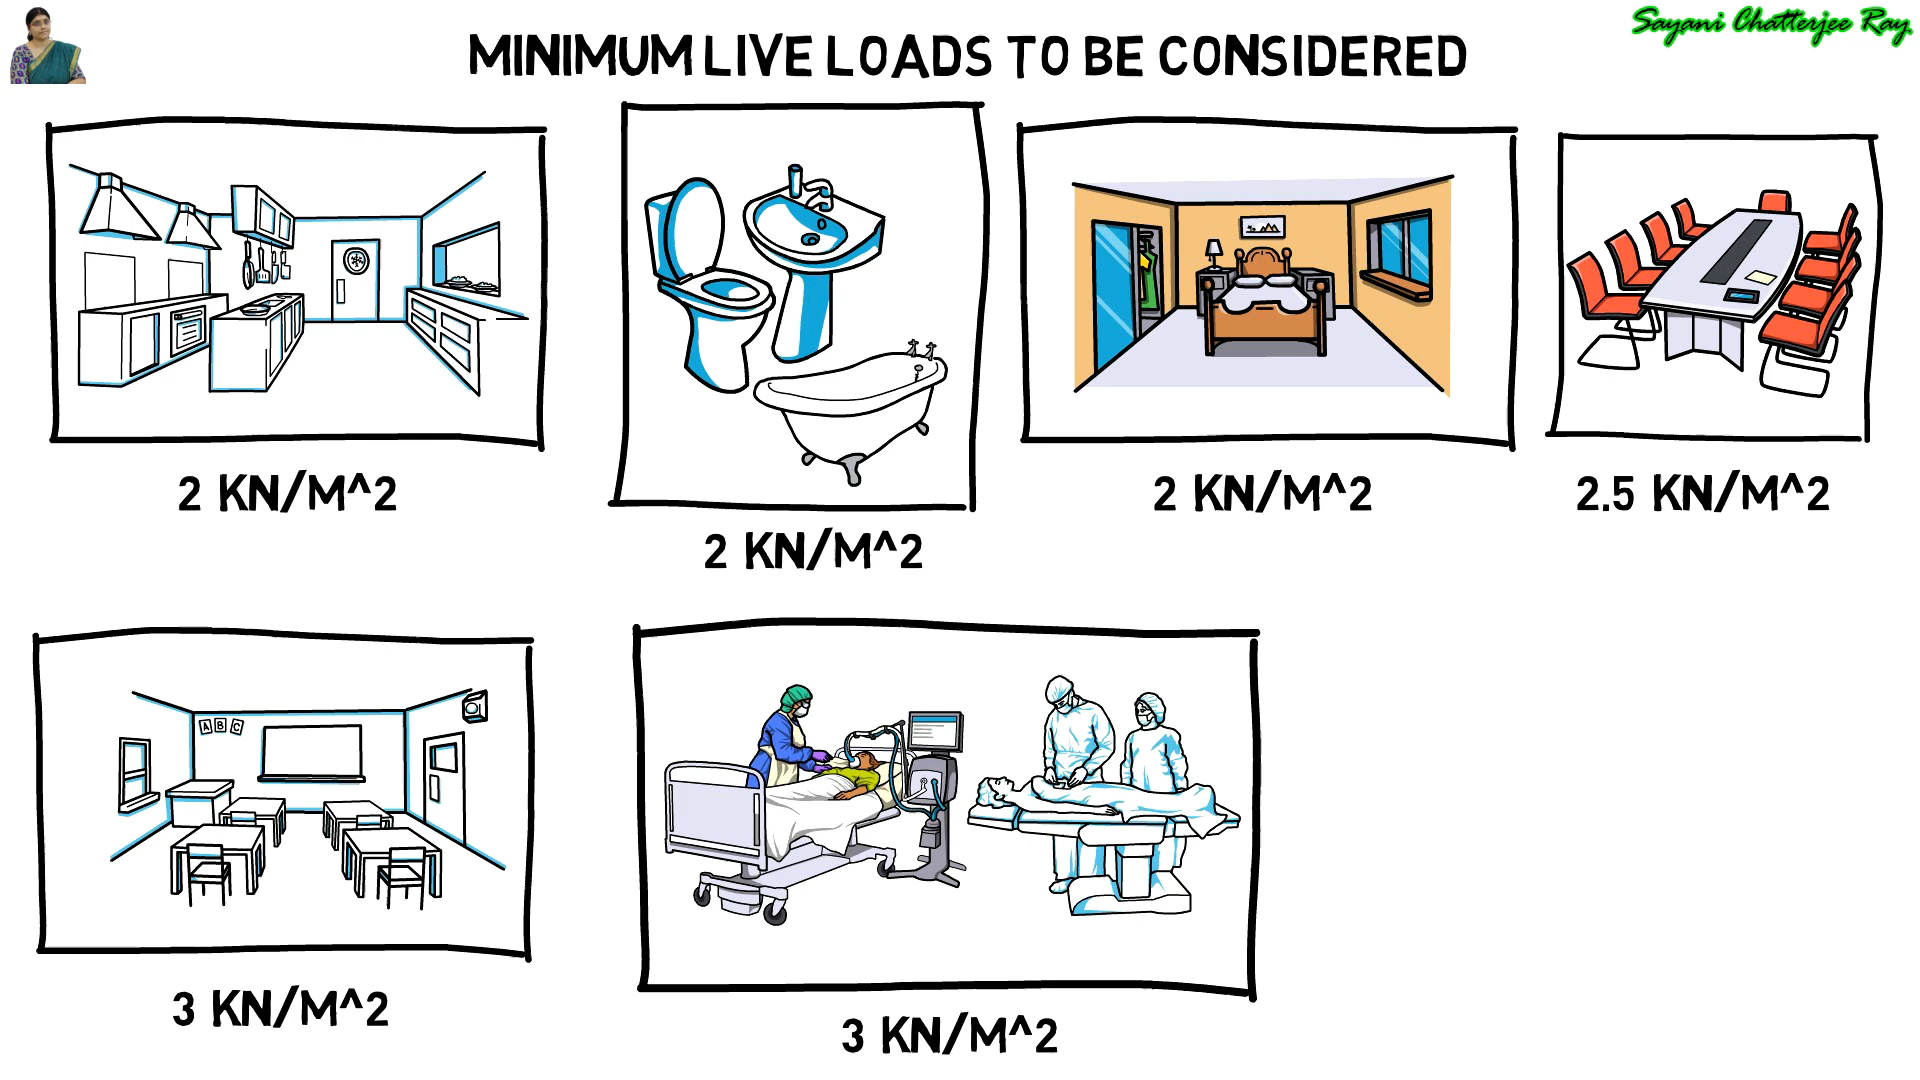 Sayani Chatterjee Ray
MINIMUM LIVE LOADS TO BE CONSIDERED
2 KN/M^2
2 KN/M^2
2 KN/M^2
2.5 KN/M^2
A B C
3 KN/M^2
3 KN/M^2